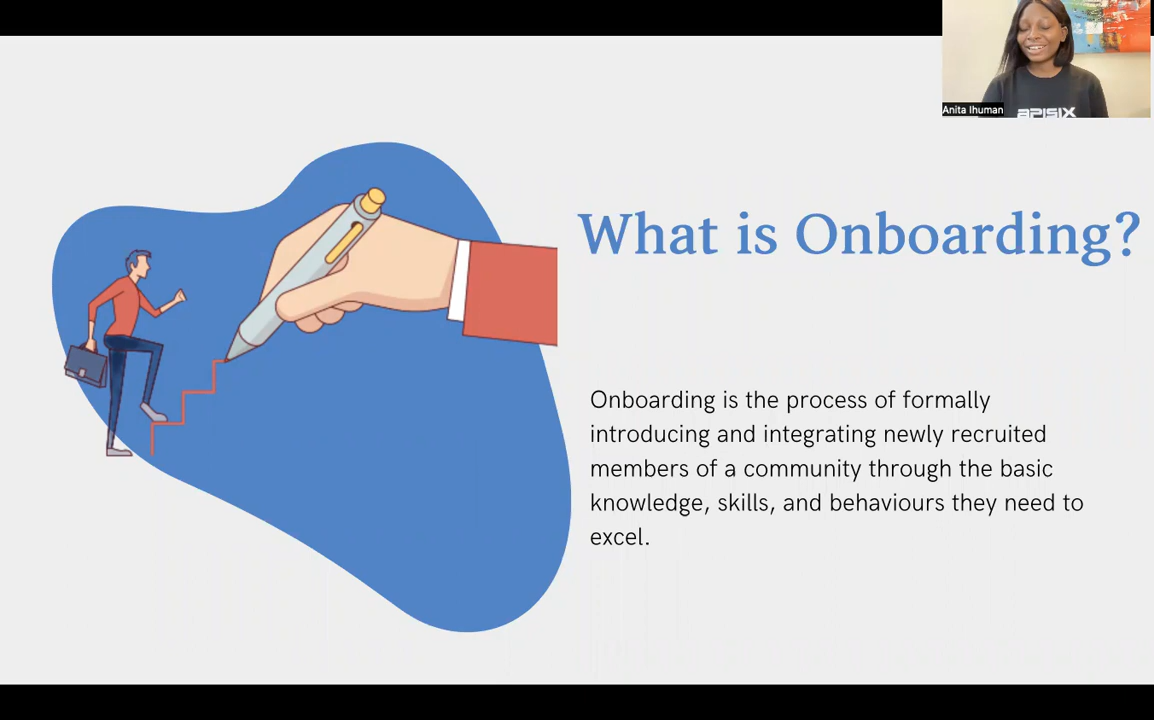 Anita Ihuman
APISIX
What is Onboarding?
Onboarding is the process of formally
introducing and integrating newly recruited
members of a community through the basic
knowledge, skills, and behaviours they need to
excel.